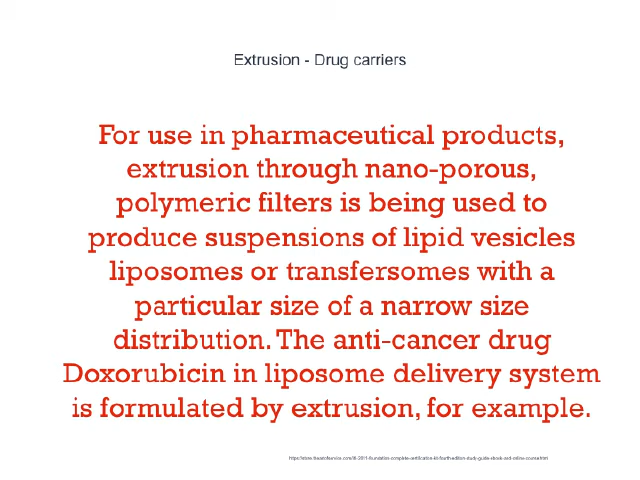 Extrusion - Drug carriers
For use in pharmaceutical products,
extrusion through nano-porous,
polymeric filters is being used to
produce suspensions of lipid vesicles
liposomes or transfersomes with a
particular size of a narrow size
distribution. The anti-cancer drug
Doxorubicin in liposome delivery system
is formulated by extrusion, for example.